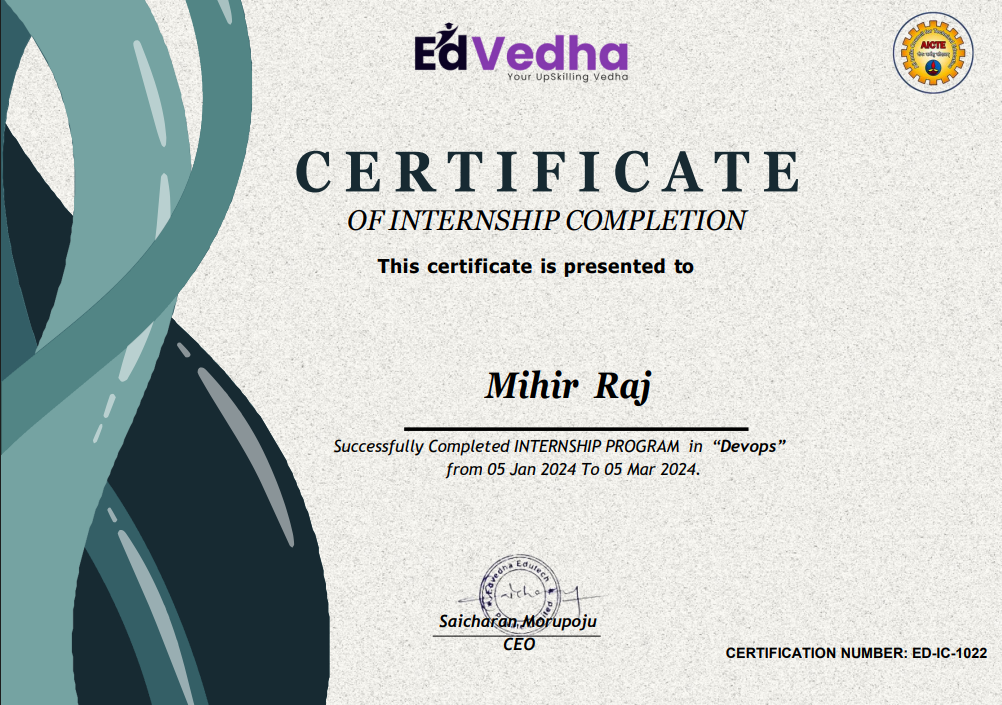 EdVedha
Your UpSkilling Vedha
AICTE
CERTIFICATE
OF INTERNSHIP COMPLETION
This certificate is presented to
Mihir Raj
Successfully Completed INTERNSHIP PROGRAM in “Devops”
from 05 Jan 2024 To 05 Mar 2024.
Edvedha Edutech
Saicharan Morupoju
CEO
CERTIFICATION NUMBER: ED-IC-1022